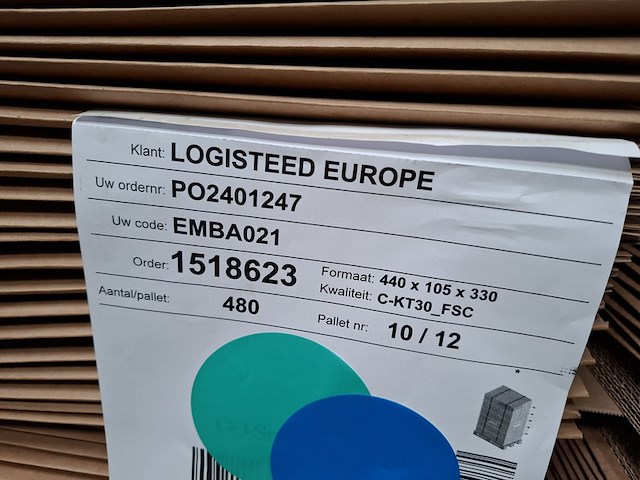 Klant: LOGISTEED EUROPE
Uw ordernr: PO2401247
Uw code: EMBA021
Order: 1518623
Formaat: 440 x 105 x 330
Kwaliteit: C-KT30_FSC
Aantal/pallet: 480
Pallet nr: 10 / 12
*